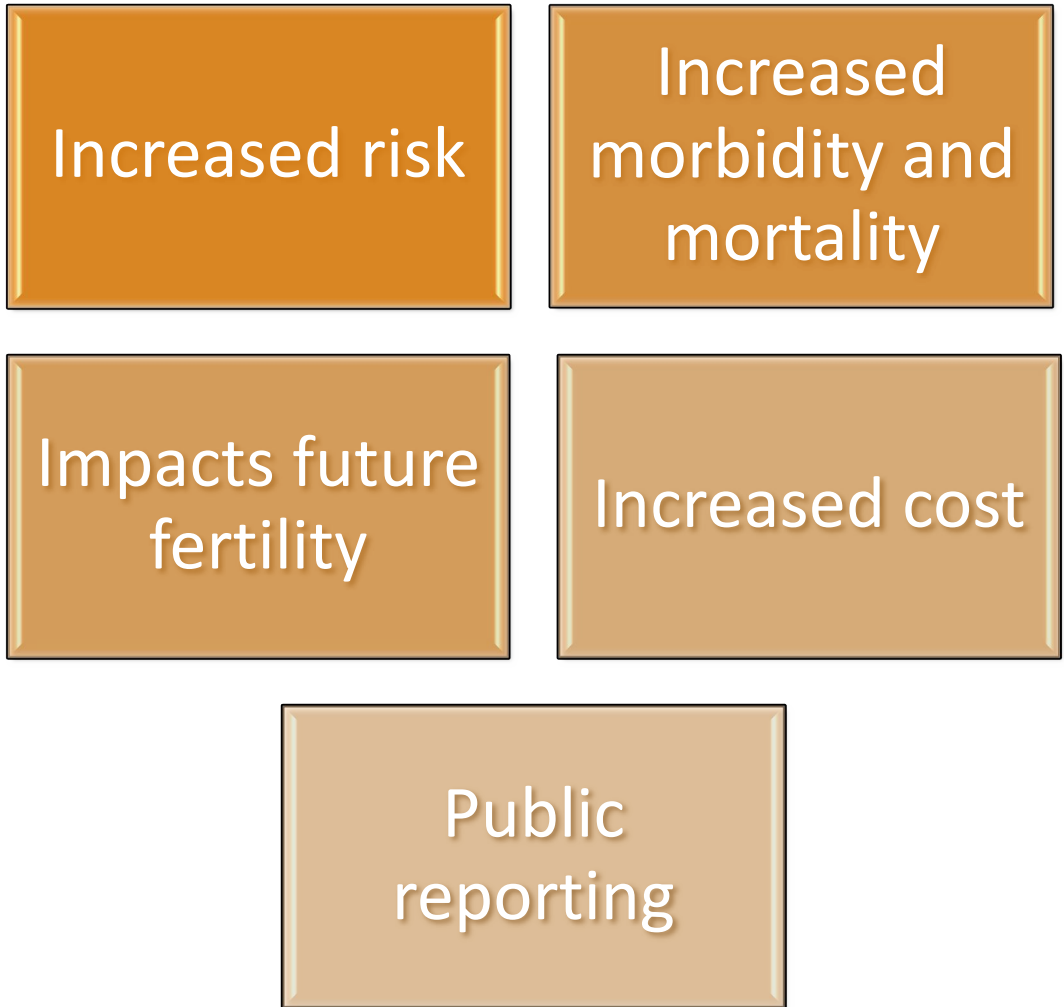 Increased risk
Increased
morbidity and
mortality
Impacts future
fertility
Increased cost
Public
reporting